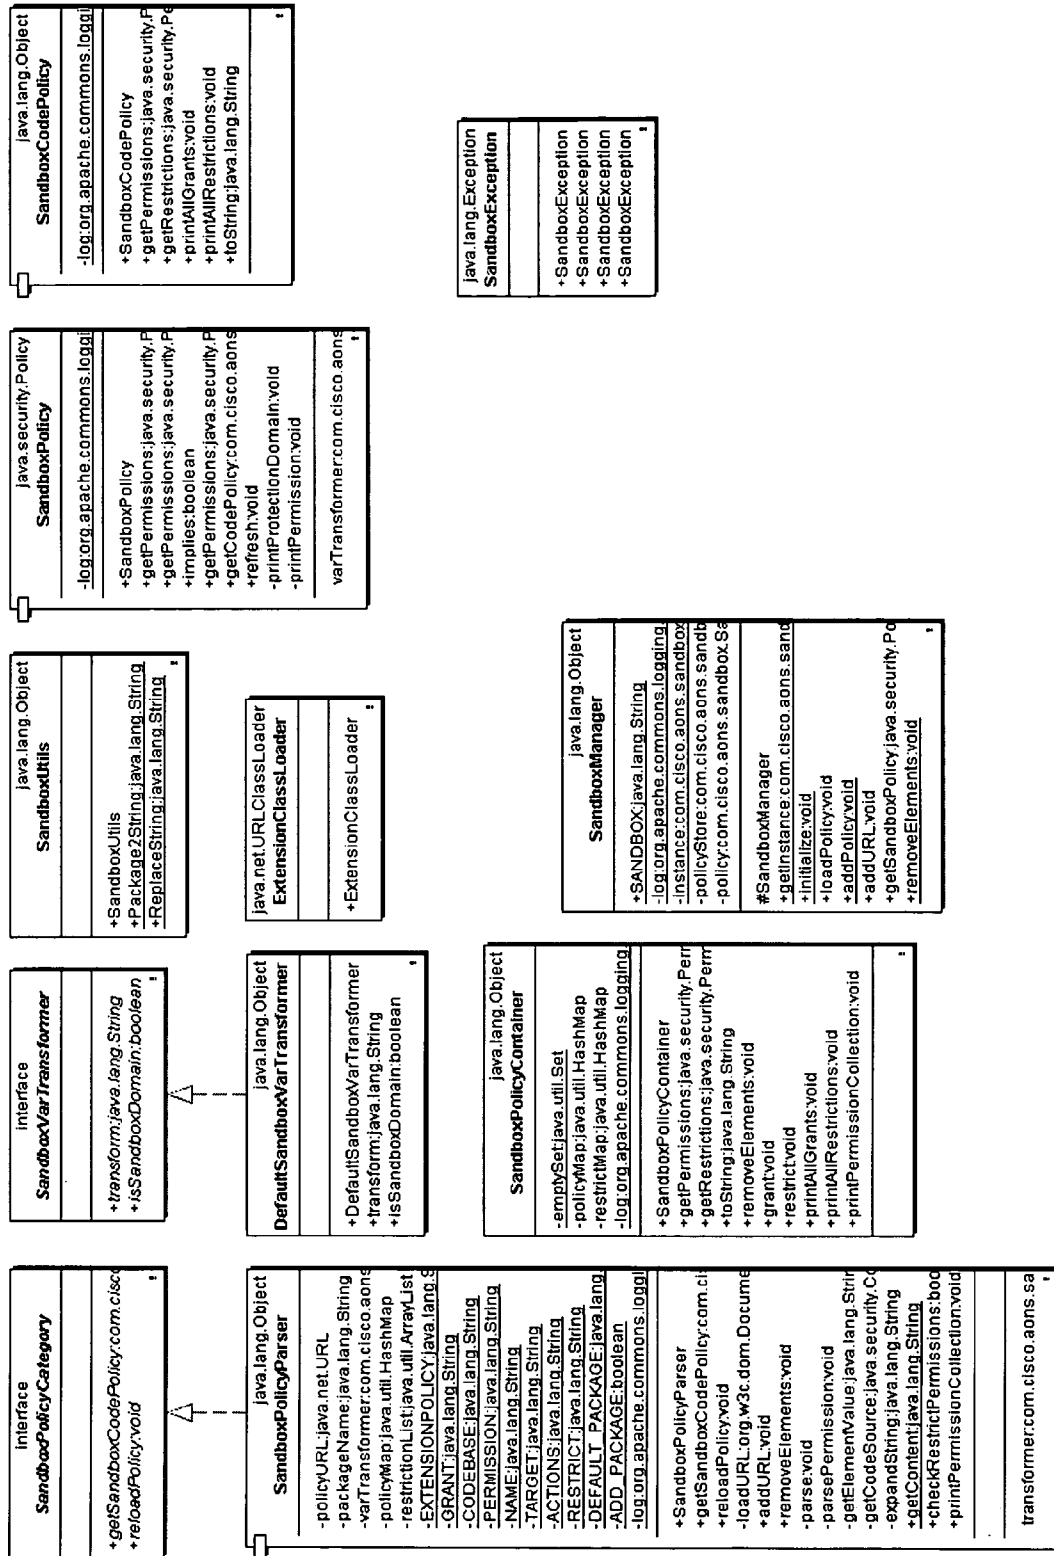 interface
SandboxPolicyCategory
+getSandboxCodePolicy:com.cisco
+reloadPolicy:void
interface
SandboxVarTransformer
+transform:java.lang.String
+isSandboxDomain:boolean
java.lang.Object
SandboxUtils
+SandboxUtils
+Package2String:java.lang.String
+ReplaceString:java.lang.String
java.security.Policy
SandboxPolicy
-log:org.apache.commons.loggi
+SandboxPolicy
+getPermissions:java.security.P
+getPermissions:java.security.P
+implies:boolean
+getPermissions:java.security.P
+getCodePolicy:com.cisco.aons
+refresh:void
-printProtectionDomain:void
-printPermission:void
varTransformer:com.cisco.aons
java.lang.Object
SandboxCodePolicy
-log:org.apache.commons.loggi
+SandboxCodePolicy
+getPermissions:java.security.P
+getRestrictions:java.security.Pe
+printAllGrants:void
+printAllRestrictions:void
+toString:java.lang.String
java.lang.Object
SandboxPolicyParser
-policyURL:java.net.URL
-packageName:java.lang.String
-varTransformer:com.cisco.aons
-policyMap:java.util.HashMap
-restrictionList:java.util.ArrayList
-EXTENSIONPOLICY:java.lang.S
-GRANT:java.lang.String
-CODEBASE:java.lang.String
-PERMISSION:java.lang.String
-NAME:java.lang.String
-TARGET:java.lang.String
-ACTIONS:java.lang.String
-RESTRICT:java.lang.String
-DEFAULT_PACKAGE:java.lang.
-ADD_PACKAGE:boolean
-log:org.apache.commons.loggi
+SandboxPolicyParser
+getSandboxCodePolicy:com.ci
+reloadPolicy:void
-loadURL:org.w3c.dom.Docume
+addURL:void
+removeElements:void
-parse:void
-parsePermission:void
-getElementValue:java.lang.Strin
-getCodeSource:java.security.Co
-expandString:java.lang.String
+getContent:java.lang.String
+checkRestrictPermissions:boo
+printPermissionCollection:void
transformer:com.cisco.aons.sa
java.lang.Object
DefaultSandboxVarTransformer
+DefaultSandboxVarTransformer
+transform:java.lang.String
+isSandboxDomain:boolean
java.net.URLClassLoader
ExtensionClassLoader
+ExtensionClassLoader
java.lang.Object
SandboxPolicyContainer
-emptySet:java.util.Set
-policyMap:java.util.HashMap
-restrictMap:java.util.HashMap
-log:org.apache.commons.logging.
+SandboxPolicyContainer
+getPermissions:java.security.Perr
+getRestrictions:java.security.Perm
+toString:java.lang.String
+removeElements:void
+grant:void
+restrict:void
+printAllGrants:void
+printAllRestrictions:void
+printPermissionCollection:void
java.lang.Object
SandboxManager
+SANDBOX:java.lang.String
-log:org.apache.commons.logging.
-instance:com.cisco.aons.sandbox
-policyStore:com.cisco.aons.sandb
-policy:com.cisco.aons.sandbox.Sa
#SandboxManager
+getInstance:com.cisco.aons.sand
+initialize:void
+loadPolicy:void
+addPolicy:void
+addURL:void
+getSandboxPolicy:java.security.Po
+removeElements:void
java.lang.Exception
SandboxException
+SandboxException
+SandboxException
+SandboxException
+SandboxException